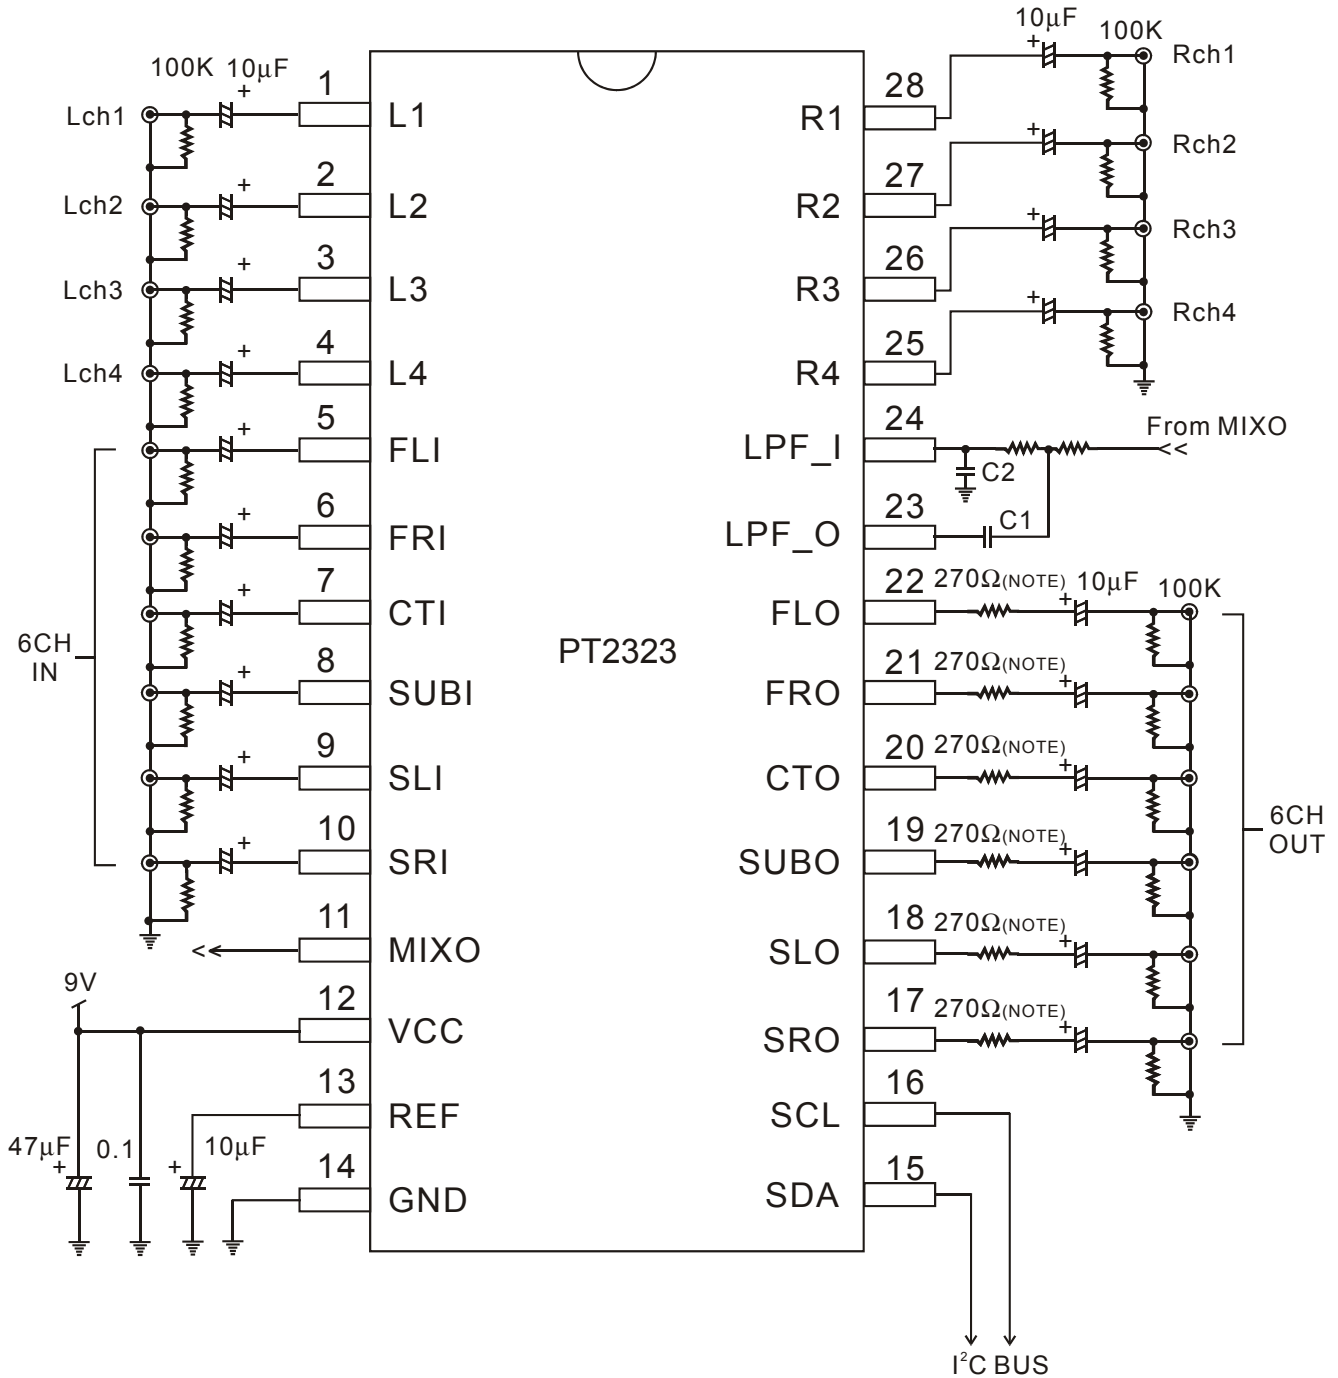 10μF
100K
Rch1
Rch2
Rch3
Rch4
100K 10μF
Lch1
Lch2
Lch3
Lch4
6CH
IN
+
+
+
+
+
+
+
+
+
+
1
2
3
4
5
6
7
8
9
10
11
12
13
14
L1
L2
L3
L4
FLI
FRI
CTI
SUBI
SLI
SRI
MIXO
VCC
REF
GND
PT2323
R1
R2
R3
R4
LPF_I
LPF_O
FLO
FRO
CTO
SUBO
SLO
SRO
SCL
SDA
28
27
26
25
24
23
22
21
20
19
18
17
16
15
+
+
+
+
From MIXO
<<
C2
C1
270Ω(NOTE)
+
10μF
100K
270Ω(NOTE)
+
270Ω(NOTE)
+
270Ω(NOTE)
+
270Ω(NOTE)
+
270Ω(NOTE)
+
6CH
OUT
9V
47μF
+
0.1
+
10μF
I²C BUS